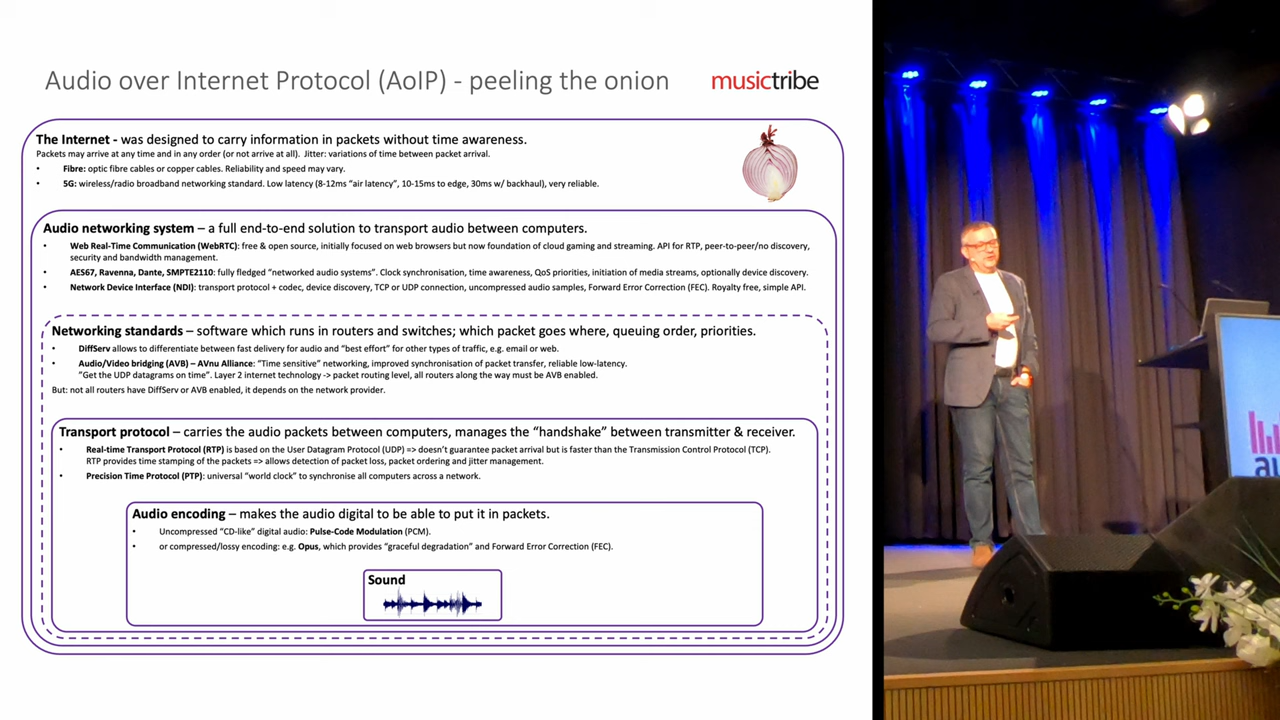 Audio over Internet Protocol (AoIP) - peeling the onion
musictribe
The Internet - was designed to carry information in packets without time awareness.
Packets may arrive at any time and in any order (or not arrive at all). Jitter: variations of time between packet arrival.
• Fibre: optic fibre cables or copper cables. Reliability and speed may vary.
• 5G: wireless/radio broadband networking standard. Low latency (8-12ms “air latency”, 10-15ms to edge, 30ms w/ backhaul), very reliable.
Audio networking system – a full end-to-end solution to transport audio between computers.
• Web Real-Time Communication (WebRTC): free & open source, initially focused on web browsers but now foundation of cloud gaming and streaming. API for RTP, peer-to-peer/no discovery,
security and bandwidth management.
• AES67, Ravenna, Dante, SMPTE2110: fully fledged “networked audio systems”. Clock synchronisation, time awareness, QoS priorities, initiation of media streams, optionally device discovery.
• Network Device Interface (NDI): transport protocol + codec, device discovery, TCP or UDP connection, uncompressed audio samples, Forward Error Correction (FEC). Royalty free, simple API.
Networking standards – software which runs in routers and switches; which packet goes where, queuing order, priorities.
• DiffServ allows to differentiate between fast delivery for audio and “best effort” for other types of traffic, e.g. email or web.
• Audio/Video bridging (AVB) – AVnu Alliance: “Time sensitive” networking, improved synchronisation of packet transfer, reliable low-latency.
“Get the UDP datagrams on time”. Layer 2 internet technology -> packet routing level, all routers along the way must be AVB enabled.
But: not all routers have DiffServ or AVB enabled, it depends on the network provider.
Transport protocol – carries the audio packets between computers, manages the “handshake” between transmitter & receiver.
• Real-time Transport Protocol (RTP) is based on the User Datagram Protocol (UDP) => doesn’t guarantee packet arrival but is faster than the Transmission Control Protocol (TCP).
RTP provides time stamping of the packets => allows detection of packet loss, packet ordering and jitter management.
• Precision Time Protocol (PTP): universal “world clock” to synchronise all computers across a network.
Audio encoding – makes the audio digital to be able to put it in packets.
• Uncompressed “CD-like” digital audio: Pulse-Code Modulation (PCM).
• or compressed/lossy encoding: e.g. Opus, which provides “graceful degradation” and Forward Error Correction (FEC).
Sound